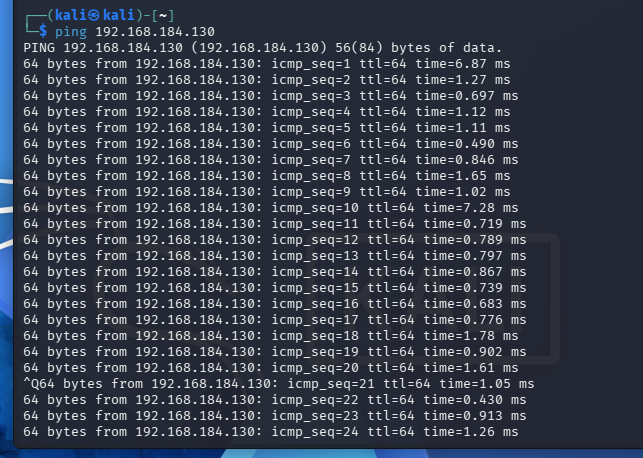 ┌──(kali㉿kali)-[~]
└─$ ping 192.168.184.130
PING 192.168.184.130 (192.168.184.130) 56(84) bytes of data.
64 bytes from 192.168.184.130: icmp_seq=1 ttl=64 time=6.87 ms
64 bytes from 192.168.184.130: icmp_seq=2 ttl=64 time=1.27 ms
64 bytes from 192.168.184.130: icmp_seq=3 ttl=64 time=0.697 ms
64 bytes from 192.168.184.130: icmp_seq=4 ttl=64 time=1.12 ms
64 bytes from 192.168.184.130: icmp_seq=5 ttl=64 time=1.11 ms
64 bytes from 192.168.184.130: icmp_seq=6 ttl=64 time=0.490 ms
64 bytes from 192.168.184.130: icmp_seq=7 ttl=64 time=0.846 ms
64 bytes from 192.168.184.130: icmp_seq=8 ttl=64 time=1.65 ms
64 bytes from 192.168.184.130: icmp_seq=9 ttl=64 time=1.02 ms
64 bytes from 192.168.184.130: icmp_seq=10 ttl=64 time=7.28 ms
64 bytes from 192.168.184.130: icmp_seq=11 ttl=64 time=0.719 ms
64 bytes from 192.168.184.130: icmp_seq=12 ttl=64 time=0.789 ms
64 bytes from 192.168.184.130: icmp_seq=13 ttl=64 time=0.797 ms
64 bytes from 192.168.184.130: icmp_seq=14 ttl=64 time=0.867 ms
64 bytes from 192.168.184.130: icmp_seq=15 ttl=64 time=0.739 ms
64 bytes from 192.168.184.130: icmp_seq=16 ttl=64 time=0.683 ms
64 bytes from 192.168.184.130: icmp_seq=17 ttl=64 time=0.776 ms
64 bytes from 192.168.184.130: icmp_seq=18 ttl=64 time=1.78 ms
64 bytes from 192.168.184.130: icmp_seq=19 ttl=64 time=0.902 ms
64 bytes from 192.168.184.130: icmp_seq=20 ttl=64 time=1.61 ms
^Q64 bytes from 192.168.184.130: icmp_seq=21 ttl=64 time=1.05 ms
64 bytes from 192.168.184.130: icmp_seq=22 ttl=64 time=0.430 ms
64 bytes from 192.168.184.130: icmp_seq=23 ttl=64 time=0.913 ms
64 bytes from 192.168.184.130: icmp_seq=24 ttl=64 time=1.26 ms